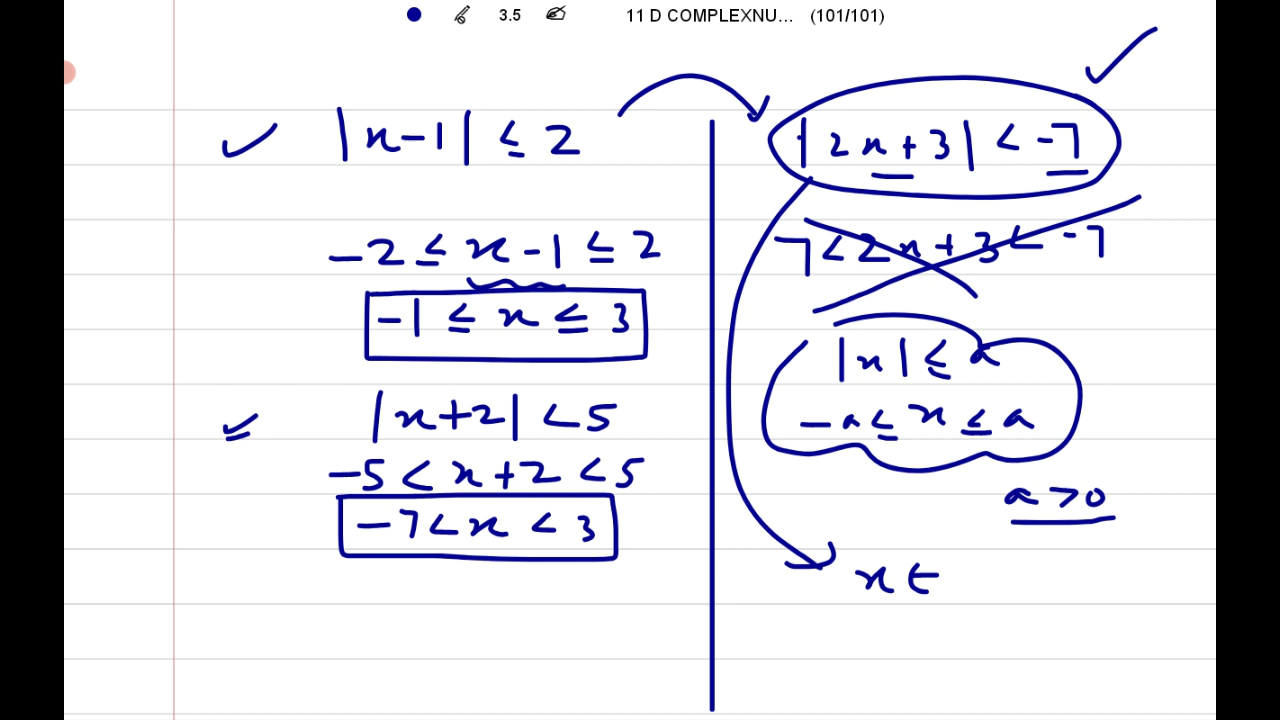 3.5 11 D COMPLEXNU... (101/101)
|x-1| ≤ 2
-2 ≤ x-1 ≤ 2
-1 ≤ x ≤ 3
|x+2| < 5
-5 < x+2 < 5
-7 < x < 3
|2x+3| < -7
7 < 2x+3 < -7
|x| ≤ a
-a ≤ x ≤ a
a > 0
x ∈